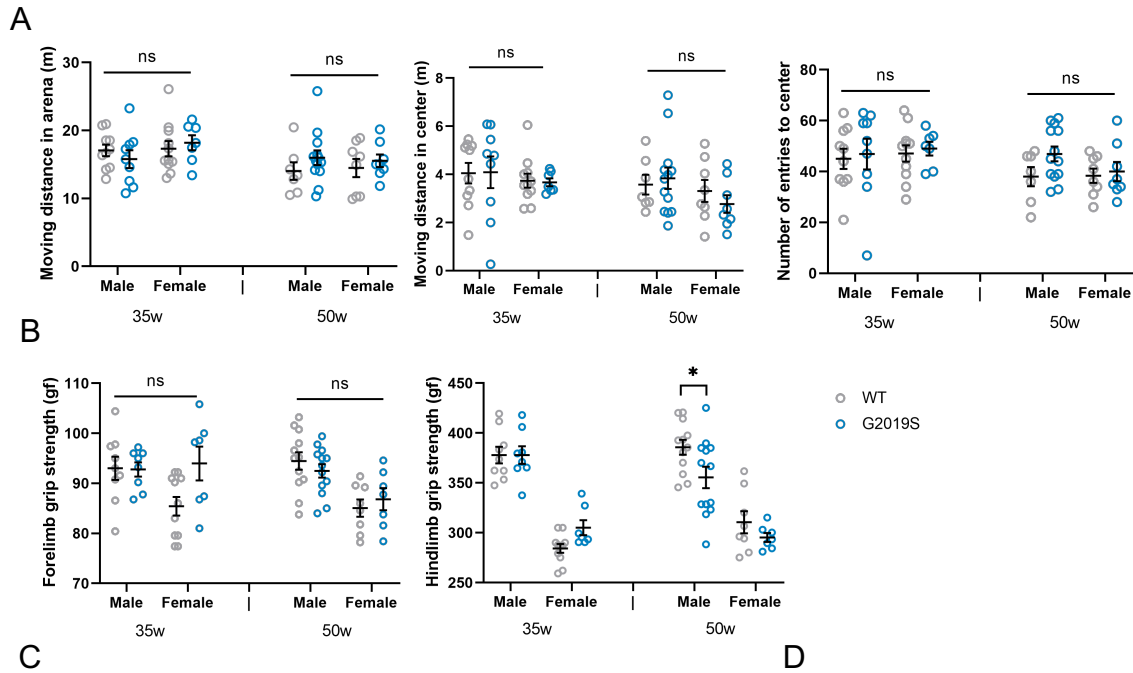 A
Moving distance in arena (m)
30
20
10
0
ns
ns
Male Female | Male Female
35w 50w
Moving distance in center (m)
8
6
4
2
0
ns
ns
Male Female | Male Female
35w 50w
Number of entries to center
80
60
40
20
0
ns
ns
Male Female | Male Female
35w 50w
B
Forelimb grip strength (gf)
110
100
90
80
70
ns
ns
Male Female | Male Female
35w 50w
Hindlimb grip strength (gf)
450
400
350
300
250
*
Male Female | Male Female
35w 50w
WT
G2019S
C
D